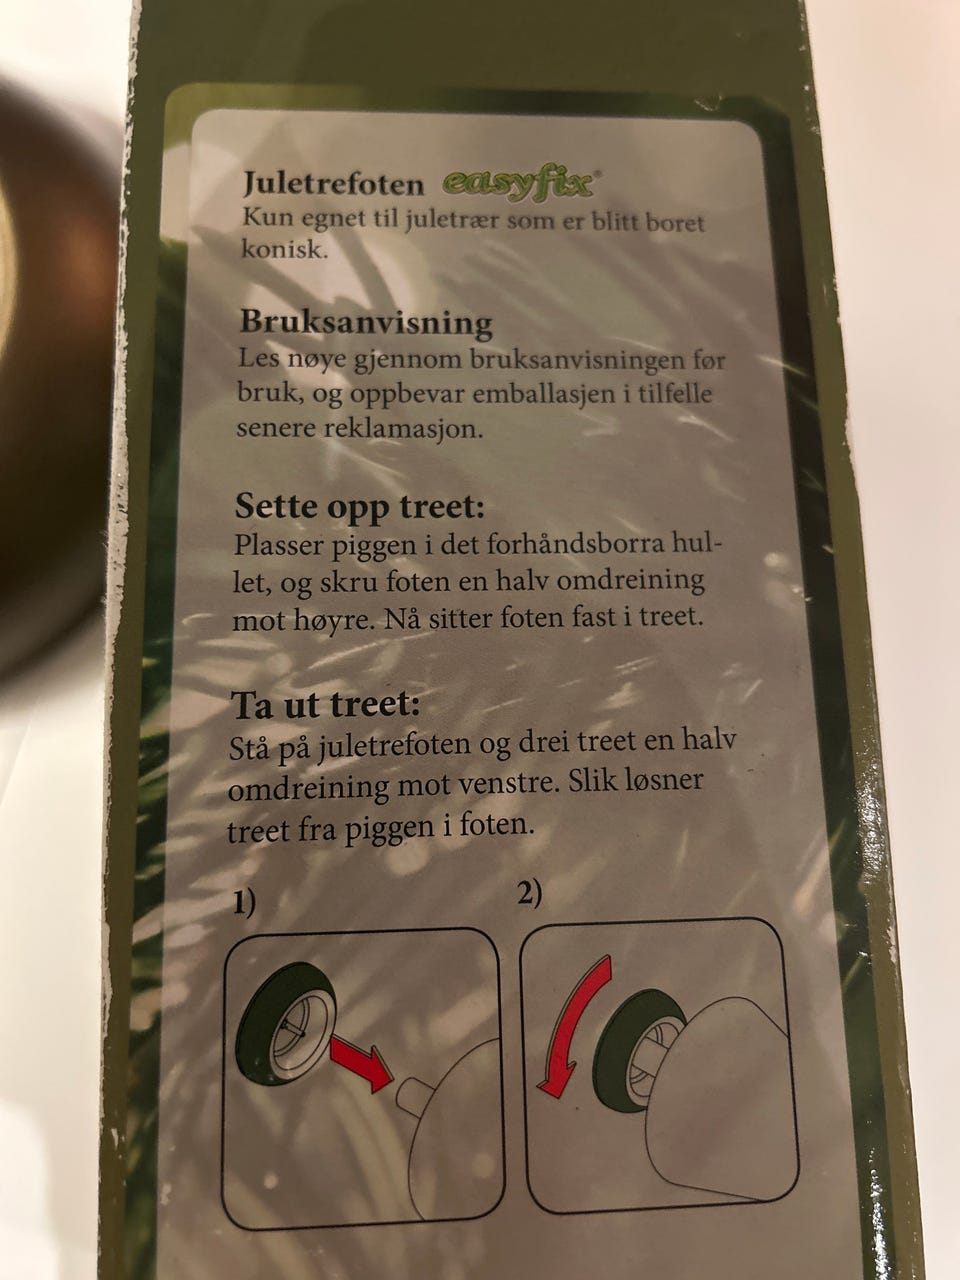 Juletrefoten easyfix®
Kun egnet til juletrær som er blitt boret
konisk.
Bruksanvisning
Les nøye gjennom bruksanvisningen før
bruk, og oppbevar emballasjen i tilfelle
senere reklamasjon.
Sette opp treet:
Plasser piggen i det forhåndsborra hul-
let, og skru foten en halv omdreining
mot høyre. Nå sitter foten fast i treet.
Ta ut treet:
Stå på juletrefoten og drei treet en halv
omdreining mot venstre. Slik løsner
treet fra piggen i foten.
1) 2)